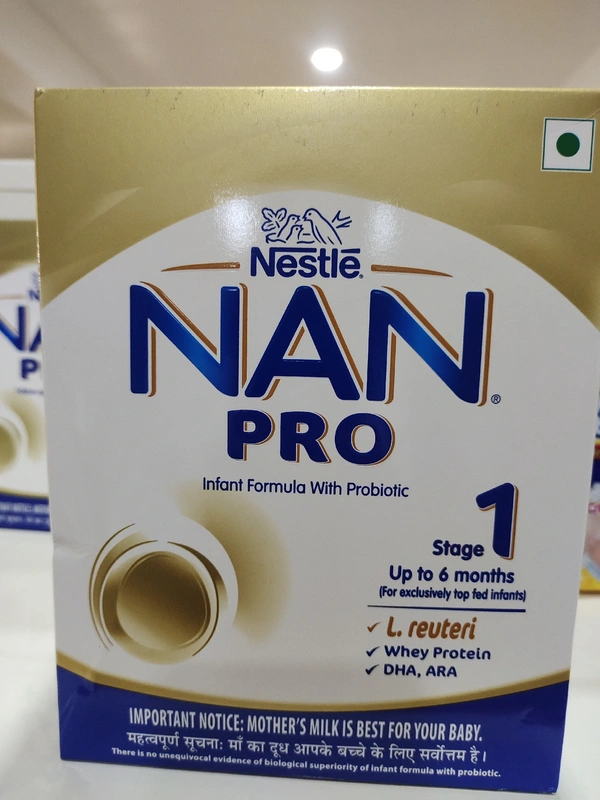 Nestlé®
NAN®
PRO
Infant Formula With Probiotic
Stage 1
Up to 6 months
(For exclusively top fed infants)
L. reuteri
Whey Protein
DHA, ARA
IMPORTANT NOTICE: MOTHER'S MILK IS BEST FOR YOUR BABY.
महत्वपूर्ण सूचना: माँ का दूध आपके बच्चे के लिए सर्वोत्तम है।
There is no unequivocal evidence of biological superiority of infant formula with probiotic.